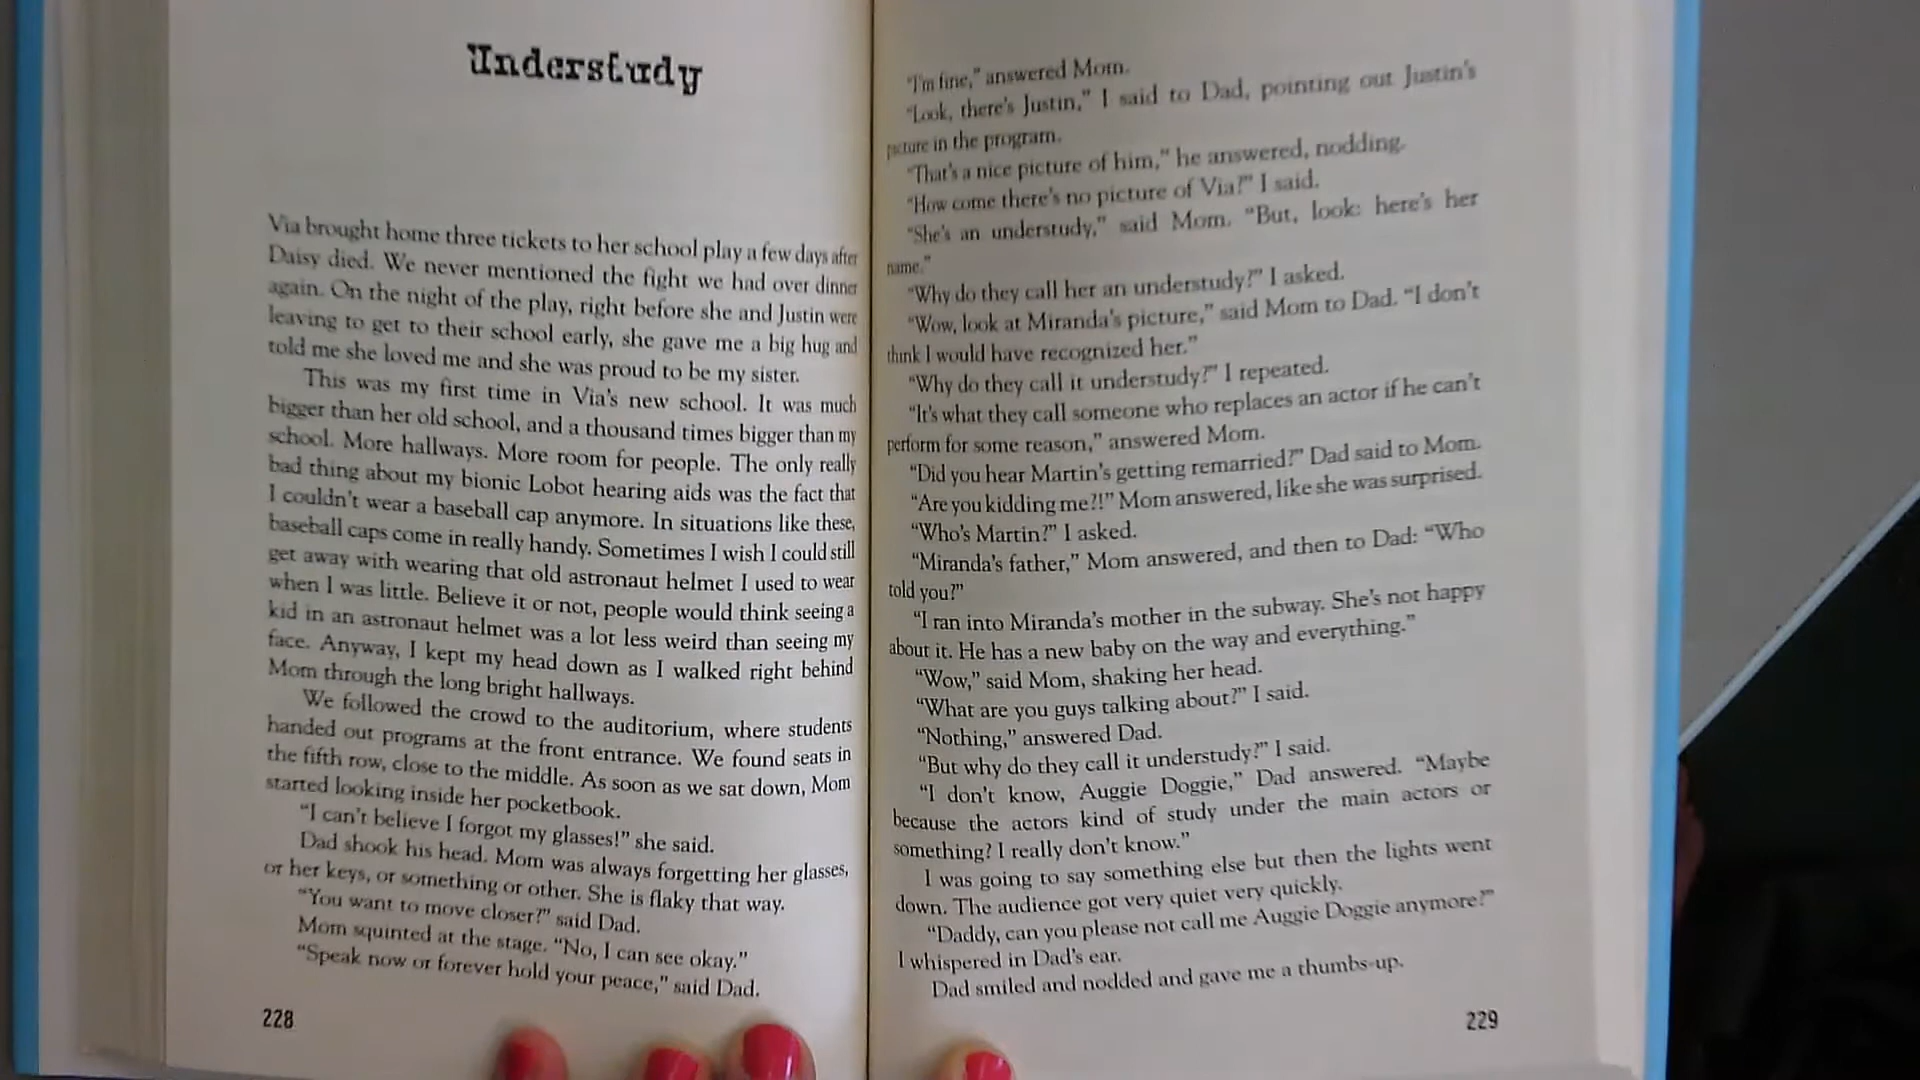 Understudy
Via brought home three tickets to her school play a few days after
Daisy died. We never mentioned the fight we had over dinner
again. On the night of the play, right before she and Justin were
leaving to get to their school early, she gave me a big hug and
told me she loved me and she was proud to be my sister.
This was my first time in Via's new school. It was much
bigger than her old school, and a thousand times bigger than my
school. More hallways. More room for people. The only really
bad thing about my bionic Lobot hearing aids was the fact that
I couldn't wear a baseball cap anymore. In situations like these,
baseball caps come in really handy. Sometimes I wish I could still
get away with wearing that old astronaut helmet I used to wear
when I was little. Believe it or not, people would think seeing a
kid in an astronaut helmet was a lot less weird than seeing my
face. Anyway, I kept my head down as I walked right behind
Mom through the long bright hallways.
We followed the crowd to the auditorium, where students
handed out programs at the front entrance. We found seats in
the fifth row, close to the middle. As soon as we sat down, Mom
started looking inside her pocketbook.
"I can't believe I forgot my glasses!" she said.
Dad shook his head. Mom was always forgetting her glasses,
or her keys, or something or other. She is flaky that way.
"You want to move closer?" said Dad.
Mom squinted at the stage. "No, I can see okay."
"Speak now or forever hold your peace," said Dad.
228
"I'm fine," answered Mom.
"Look, there's Justin," I said to Dad, pointing out Justin's
picture in the program.
"That's a nice picture of him," he answered, nodding.
"How come there's no picture of Via?" I said.
"She's an understudy," said Mom. "But, look: here's her
name."
"Why do they call her an understudy?" I asked.
"Wow, look at Miranda's picture," said Mom to Dad. "I don't
think I would have recognized her."
"Why do they call it understudy?" I repeated.
"It's what they call someone who replaces an actor if he can't
perform for some reason," answered Mom.
"Did you hear Martin's getting remarried?" Dad said to Mom.
"Are you kidding me?!" Mom answered, like she was surprised.
"Who's Martin?" I asked.
"Miranda's father," Mom answered, and then to Dad: "Who
told you?"
"I ran into Miranda's mother in the subway. She's not happy
about it. He has a new baby on the way and everything."
"Wow," said Mom, shaking her head.
"What are you guys talking about?" I said.
"Nothing," answered Dad.
"But why do they call it understudy?" I said.
"I don't know, Auggie Doggie," Dad answered. "Maybe
because the actors kind of study under the main actors or
something? I really don't know."
I was going to say something else but then the lights went
down. The audience got very quiet very quickly.
"Daddy, can you please not call me Auggie Doggie anymore?"
I whispered in Dad's ear.
Dad smiled and nodded and gave me a thumbs-up.
229